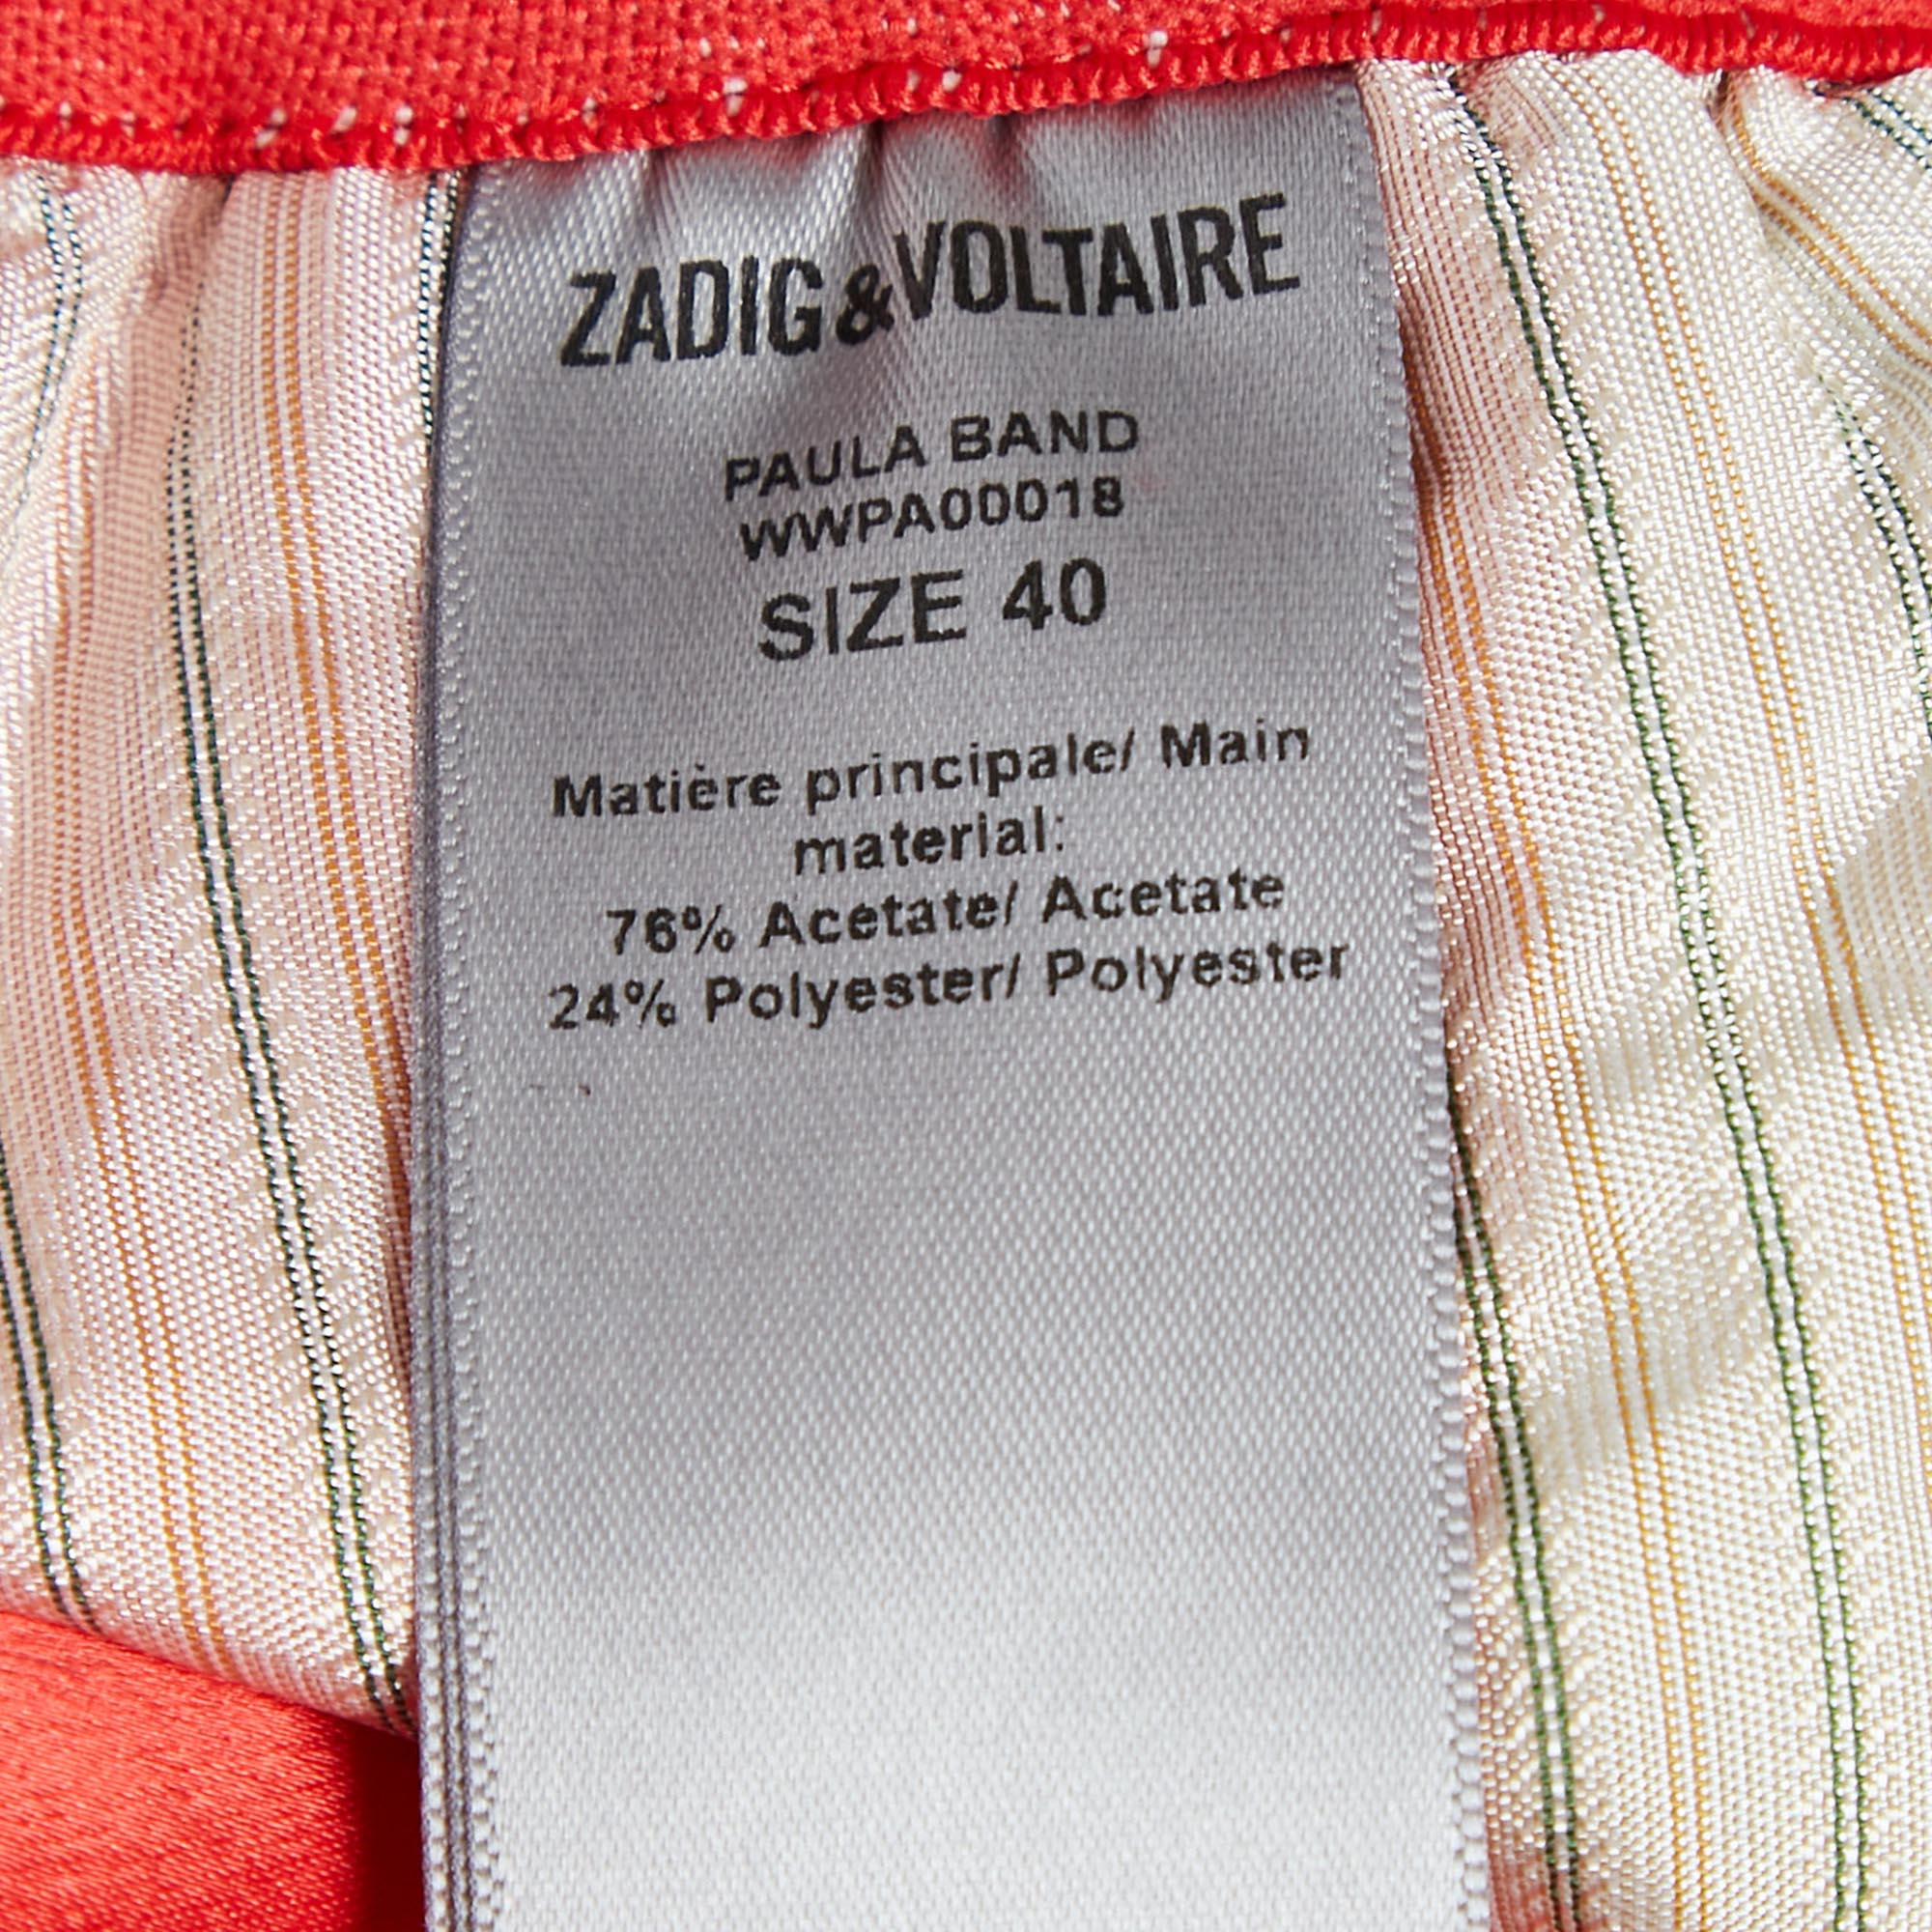 ZADIG&VOLTAIRE
PAULA BAND
WWPA00018
SIZE 40
Matière principale/ Main
material:
76% Acetate/ Acetate
24% Polyester/ Polyester